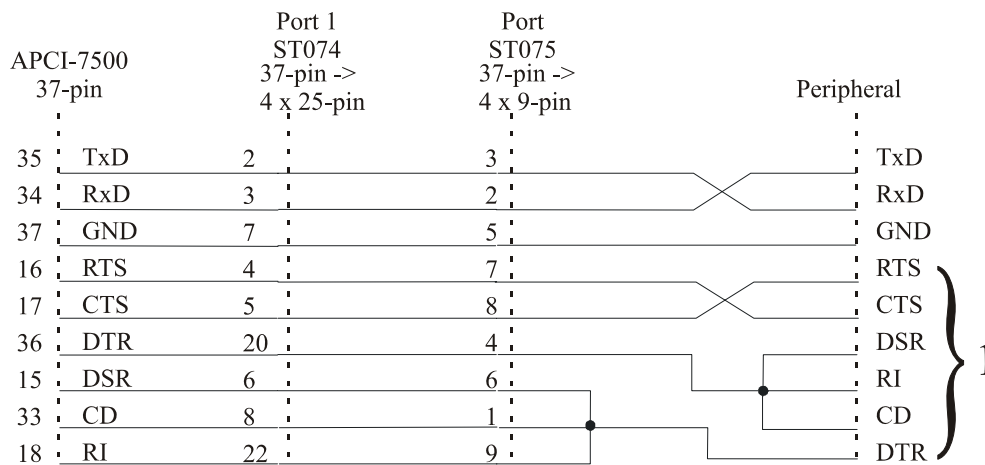 Port 1
ST074
37-pin ->
4 x 25-pin
Port
ST075
37-pin ->
4 x 9-pin
APCI-7500
37-pin
Peripheral
35 TxD 2 3 TxD
34 RxD 3 2 RxD
37 GND 7 5 GND
16 RTS 4 7 RTS
17 CTS 5 8 CTS
36 DTR 20 4 DSR
15 DSR 6 6 RI
33 CD 8 1 CD
18 RI 22 9 DTR
1